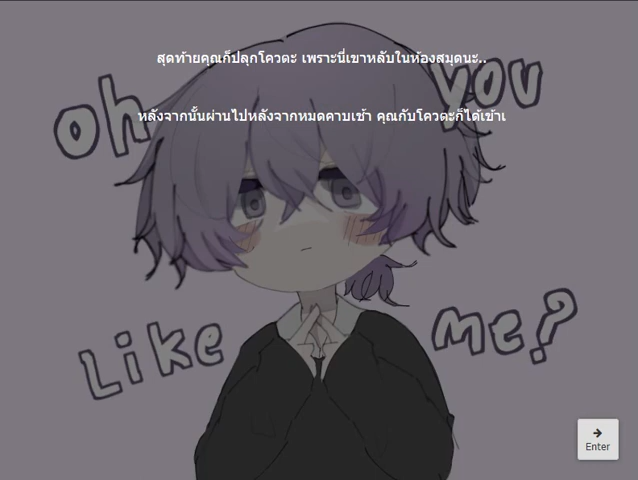 สุดท้ายคุณก็ปลุกโควตะ เพราะนี่เขาหลับในห้องสมุดนะ..
oh you
หลังจากนั้นผ่านไปหลังจากหมดคาบเช้า คุณกับโควตะก็ได้เข้าเ
Like me?
Enter